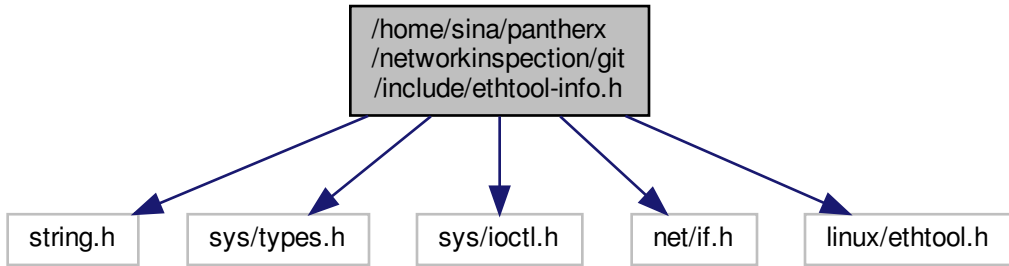 /home/sina/pantherx
/networkinspection/git
/include/ethtool-info.h
string.h
sys/types.h
sys/ioctl.h
net/if.h
linux/ethtool.h